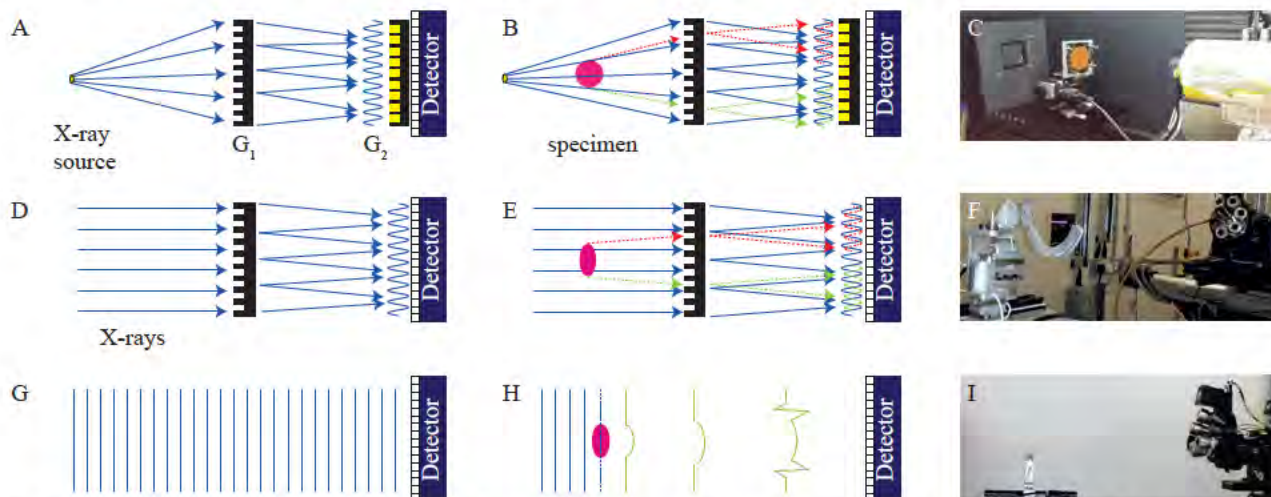 A
Detector
B
Detector
C
X-ray
source
G₁
G₂
specimen
D
Detector
E
Detector
F
X-rays
G
Detector
H
Detector
I